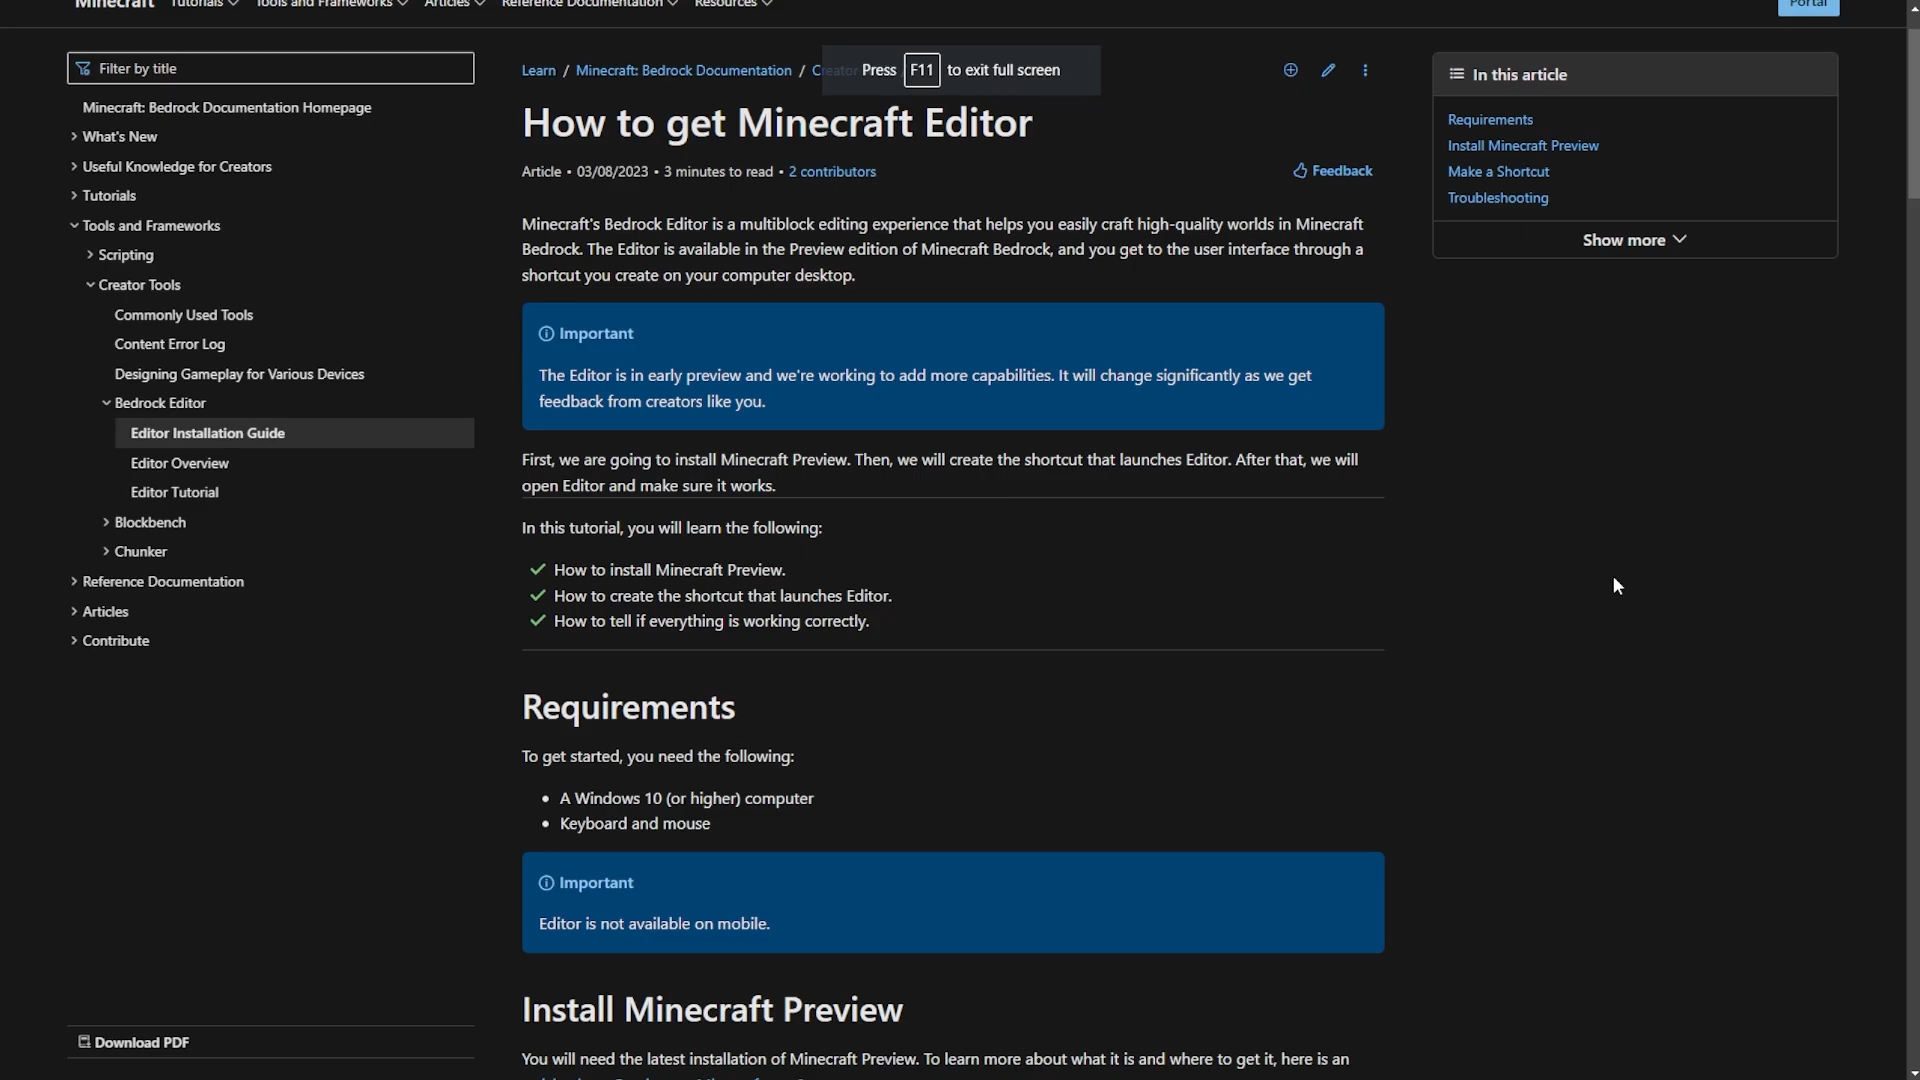 Minecraft Tutorials Tools and Frameworks Articles Reference Documentation Resources Portal
Filter by title
Minecraft: Bedrock Documentation Homepage
What's New
Useful Knowledge for Creators
Tutorials
Tools and Frameworks
Scripting
Creator Tools
Commonly Used Tools
Content Error Log
Designing Gameplay for Various Devices
Bedrock Editor
Editor Installation Guide
Editor Overview
Editor Tutorial
Blockbench
Chunker
Reference Documentation
Articles
Contribute
Download PDF
Learn / Minecraft: Bedrock Documentation / Creator
Press F11 to exit full screen
How to get Minecraft Editor
Article • 03/08/2023 • 3 minutes to read • 2 contributors
Feedback
Minecraft's Bedrock Editor is a multiblock editing experience that helps you easily craft high-quality worlds in Minecraft
Bedrock. The Editor is available in the Preview edition of Minecraft Bedrock, and you get to the user interface through a
shortcut you create on your computer desktop.
Important
The Editor is in early preview and we're working to add more capabilities. It will change significantly as we get
feedback from creators like you.
First, we are going to install Minecraft Preview. Then, we will create the shortcut that launches Editor. After that, we will
open Editor and make sure it works.
In this tutorial, you will learn the following:
How to install Minecraft Preview.
How to create the shortcut that launches Editor.
How to tell if everything is working correctly.
Requirements
To get started, you need the following:
• A Windows 10 (or higher) computer
• Keyboard and mouse
Important
Editor is not available on mobile.
Install Minecraft Preview
You will need the latest installation of Minecraft Preview. To learn more about what it is and where to get it, here is an
In this article
Requirements
Install Minecraft Preview
Make a Shortcut
Troubleshooting
Show more